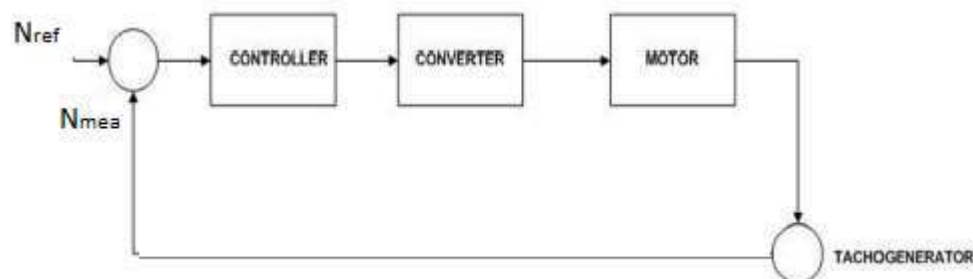 Nref
CONTROLLER
CONVERTER
MOTOR
Nmea
TACHOGENERATOR